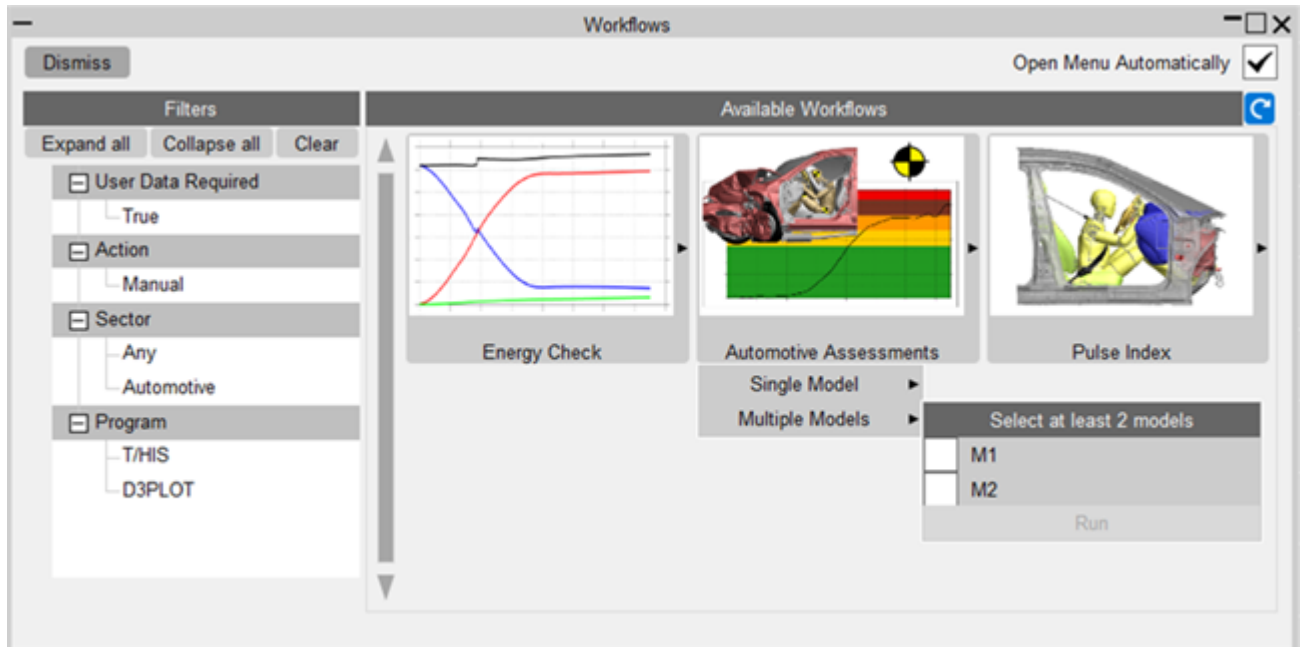 Workflows
Dismiss
Open Menu Automatically
Filters
Available Workflows
Expand all Collapse all Clear
User Data Required
True
Action
Manual
Sector
Any
Automotive
Program
T/HIS
D3PLOT
Energy Check
Automotive Assessments
Pulse Index
Single Model
Multiple Models
Select at least 2 models
M1
M2
Run